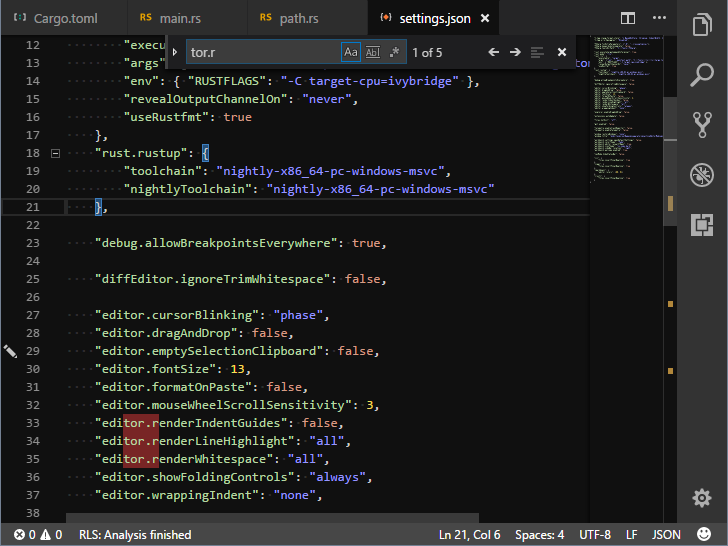 Cargo.toml
RS main.rs
RS path.rs
settings.json
tor.r
Aa Abl .* 1 of 5
12 "execu
13 "args" tor
14 "env": { "RUSTFLAGS": "-C target-cpu=ivybridge" },
15 "revealOutputChannelOn": "never",
16 "useRustfmt": true
17 },
18 "rust.rustup": {
19 "toolchain": "nightly-x86_64-pc-windows-msvc",
20 "nightlyToolchain": "nightly-x86_64-pc-windows-msvc"
21 },
22
23 "debug.allowBreakpointsEverywhere": true,
24
25 "diffEditor.ignoreTrimWhitespace": false,
26
27 "editor.cursorBlinking": "phase",
28 "editor.dragAndDrop": false,
29 "editor.emptySelectionClipboard": false,
30 "editor.fontSize": 13,
31 "editor.formatOnPaste": false,
32 "editor.mouseWheelScrollSensitivity": 3,
33 "editor.renderIndentGuides": false,
34 "editor.renderLineHighlight": "all",
35 "editor.renderWhitespace": "all",
36 "editor.showFoldingControls": "always",
37 "editor.wrappingIndent": "none",
38
0 0 RLS: Analysis finished Ln 21, Col 6 Spaces: 4 UTF-8 LF JSON